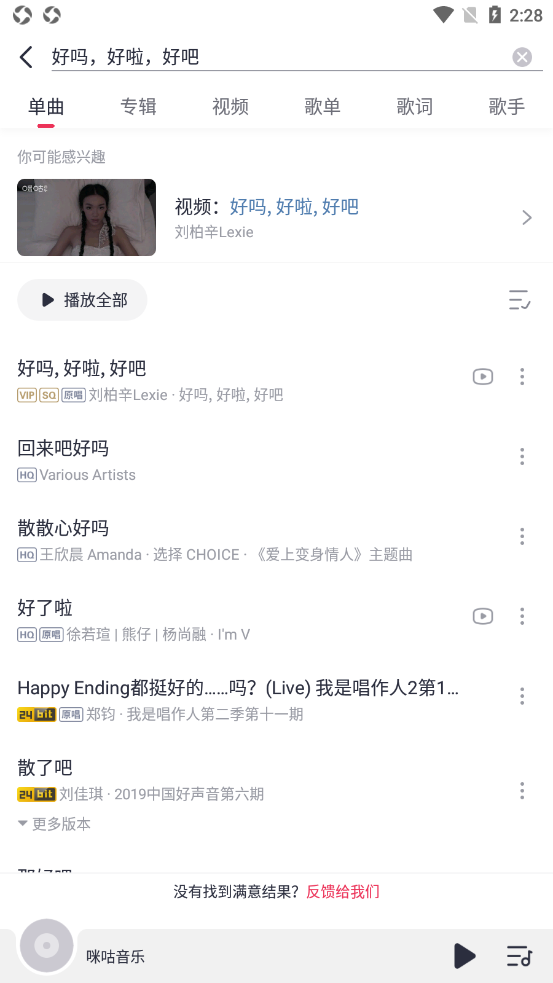 2:28
好吗，好啦，好吧
单曲 专辑 视频 歌单 歌词 歌手
你可能感兴趣
视频：好吗, 好啦, 好吧
刘柏辛Lexie
播放全部
好吗, 好啦, 好吧
VIP SQ 原唱 刘柏辛Lexie · 好吗, 好啦, 好吧
回来吧好吗
HQ Various Artists
散散心好吗
HQ 王欣晨 Amanda · 选择 CHOICE · 《爱上变身情人》主题曲
好了啦
HQ 原唱 徐若瑄 | 熊仔 | 杨尚融 · I'm V
Happy Ending都挺好的……吗？(Live) 我是唱作人2第1...
24bit 原唱 郑钧 · 我是唱作人第二季第十一期
散了吧
24bit 刘佳琪 · 2019中国好声音第六期
更多版本
没有找到满意结果？反馈给我们
咪咕音乐